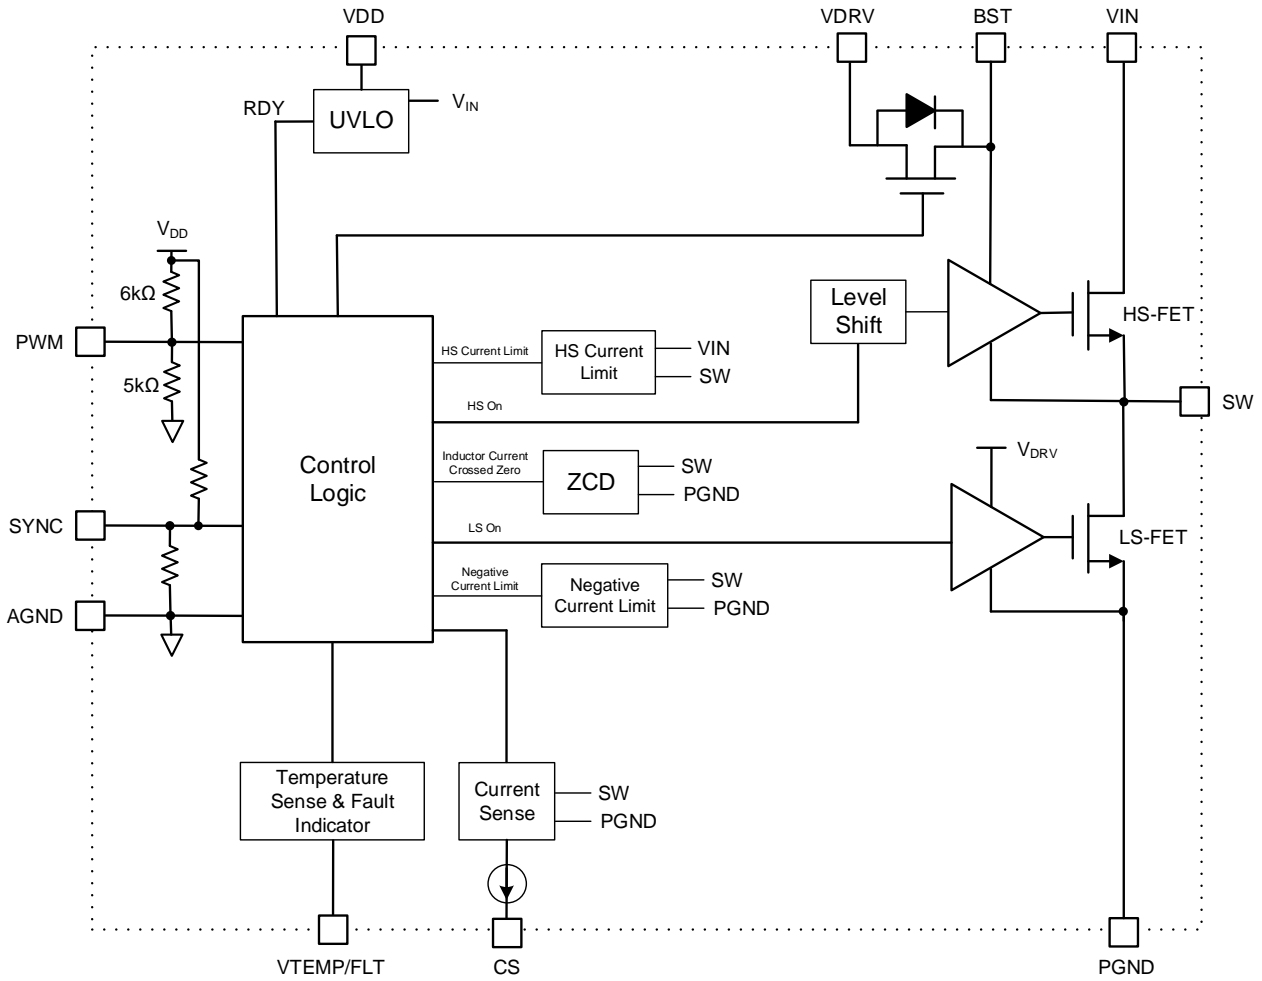 VDD
VDRV
BST
VIN
RDY
UVLO
V_IN
V_DD
6kΩ
PWM
5kΩ
Level
Shift
HS-FET
HS Current Limit
HS Current
Limit
VIN
SW
HS On
SW
Control
Logic
Inductor Current
Crossed Zero
ZCD
SW
PGND
V_DRV
SYNC
LS On
LS-FET
Negative
Current Limit
Negative
Current Limit
SW
PGND
AGND
Temperature
Sense & Fault
Indicator
Current
Sense
SW
PGND
VTEMP/FLT
CS
PGND